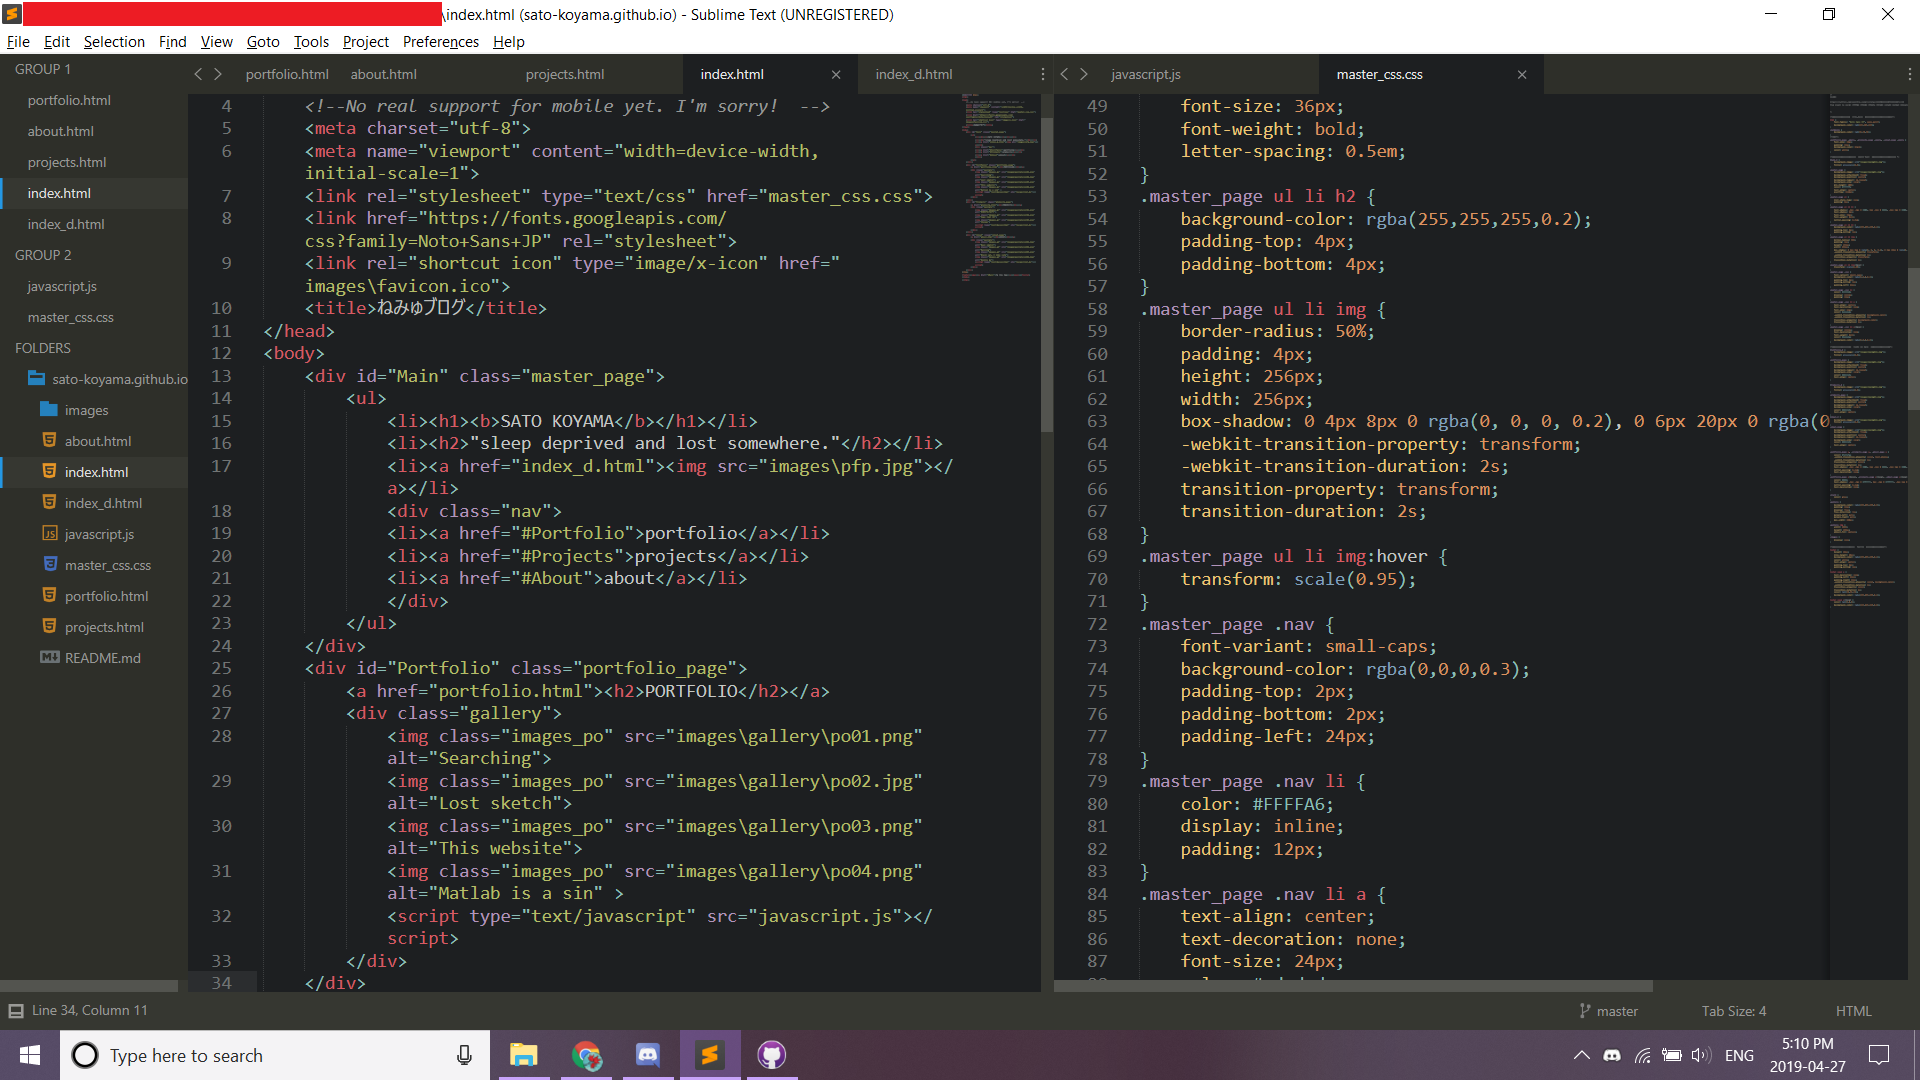 \index.html (sato-koyama.github.io) - Sublime Text (UNREGISTERED)
File Edit Selection Find View Goto Tools Project Preferences Help
GROUP 1
portfolio.html
about.html
projects.html
index.html
index_d.html
GROUP 2
javascript.js
master_css.css
FOLDERS
sato-koyama.github.io
images
about.html
index.html
index_d.html
javascript.js
master_css.css
portfolio.html
projects.html
README.md
portfolio.html about.html projects.html index.html index_d.html
4 <!--No real support for mobile yet. I'm sorry!  -->
5 <meta charset="utf-8">
6 <meta name="viewport" content="width=device-width,
initial-scale=1">
7 <link rel="stylesheet" type="text/css" href="master_css.css">
8 <link href="https://fonts.googleapis.com/
css?family=Noto+Sans+JP" rel="stylesheet">
9 <link rel="shortcut icon" type="image/x-icon" href="
images\favicon.ico">
10 <title>ねみゅブログ</title>
11 </head>
12 <body>
13 <div id="Main" class="master_page">
14 <ul>
15 <li><h1><b>SATO KOYAMA</b></h1></li>
16 <li><h2>"sleep deprived and lost somewhere."</h2></li>
17 <li><a href="index_d.html"><img src="images\pfp.jpg"></
a></li>
18 <div class="nav">
19 <li><a href="#Portfolio">portfolio</a></li>
20 <li><a href="#Projects">projects</a></li>
21 <li><a href="#About">about</a></li>
22 </div>
23 </ul>
24 </div>
25 <div id="Portfolio" class="portfolio_page">
26 <a href="portfolio.html"><h2>PORTFOLIO</h2></a>
27 <div class="gallery">
28 <img class="images_po" src="images\gallery\po01.png"
alt="Searching">
29 <img class="images_po" src="images\gallery\po02.jpg"
alt="Lost sketch">
30 <img class="images_po" src="images\gallery\po03.png"
alt="This website">
31 <img class="images_po" src="images\gallery\po04.png"
alt="Matlab is a sin" >
32 <script type="text/javascript" src="javascript.js"></
script>
33 </div>
34 </div>
javascript.js master_css.css
49 font-size: 36px;
50 font-weight: bold;
51 letter-spacing: 0.5em;
52 }
53 .master_page ul li h2 {
54 background-color: rgba(255,255,255,0.2);
55 padding-top: 4px;
56 padding-bottom: 4px;
57 }
58 .master_page ul li img {
59 border-radius: 50%;
60 padding: 4px;
61 height: 256px;
62 width: 256px;
63 box-shadow: 0 4px 8px 0 rgba(0, 0, 0, 0.2), 0 6px 20px 0 rgba(0
64 -webkit-transition-property: transform;
65 -webkit-transition-duration: 2s;
66 transition-property: transform;
67 transition-duration: 2s;
68 }
69 .master_page ul li img:hover {
70 transform: scale(0.95);
71 }
72 .master_page .nav {
73 font-variant: small-caps;
74 background-color: rgba(0,0,0,0.3);
75 padding-top: 2px;
76 padding-bottom: 2px;
77 padding-left: 24px;
78 }
79 .master_page .nav li {
80 color: #FFFFA6;
81 display: inline;
82 padding: 12px;
83 }
84 .master_page .nav li a {
85 text-align: center;
86 text-decoration: none;
87 font-size: 24px;
Line 34, Column 11 master Tab Size: 4 HTML
Type here to search ENG 5:10 PM
2019-04-27